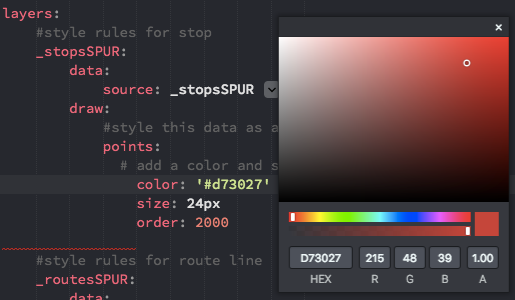 layers:
#style rules for stop
_stopsSPUR:
data:
source: _stopsSPUR
draw:
#style this data as a
points:
# add a color and s
color: '#d73027'
size: 24px
order: 2000
#style rules for route line
_routesSPUR:
data:
×
D73027 215 48 39 1.00
HEX R G B A